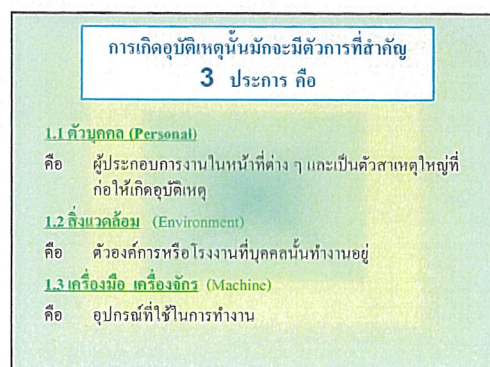 การเกิดอุบัติเหตุนั้นมักจะมีตัวการที่สำคัญ
3 ประการ คือ
1.1 ตัวบุคคล (Personal)
คือ ผู้ประกอบการงานในหน้าที่ต่าง ๆ และเป็นตัวสาเหตุใหญ่ที่
ก่อให้เกิดอุบัติเหตุ
1.2 สิ่งแวดล้อม (Environment)
คือ ตัวองค์การหรือโรงงานที่บุคคลนั้นทำงานอยู่
1.3 เครื่องมือ เครื่องจักร (Machine)
คือ อุปกรณ์ที่ใช้ในการทำงาน